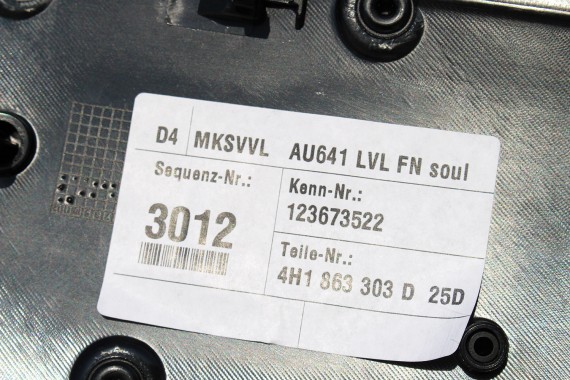 D4 MKSVVL AU641 LVL FN soul
Sequenz-Nr.:
3012
Kenn-Nr.:
123673522
Teile-Nr.:
4H1 863 303 D 25D